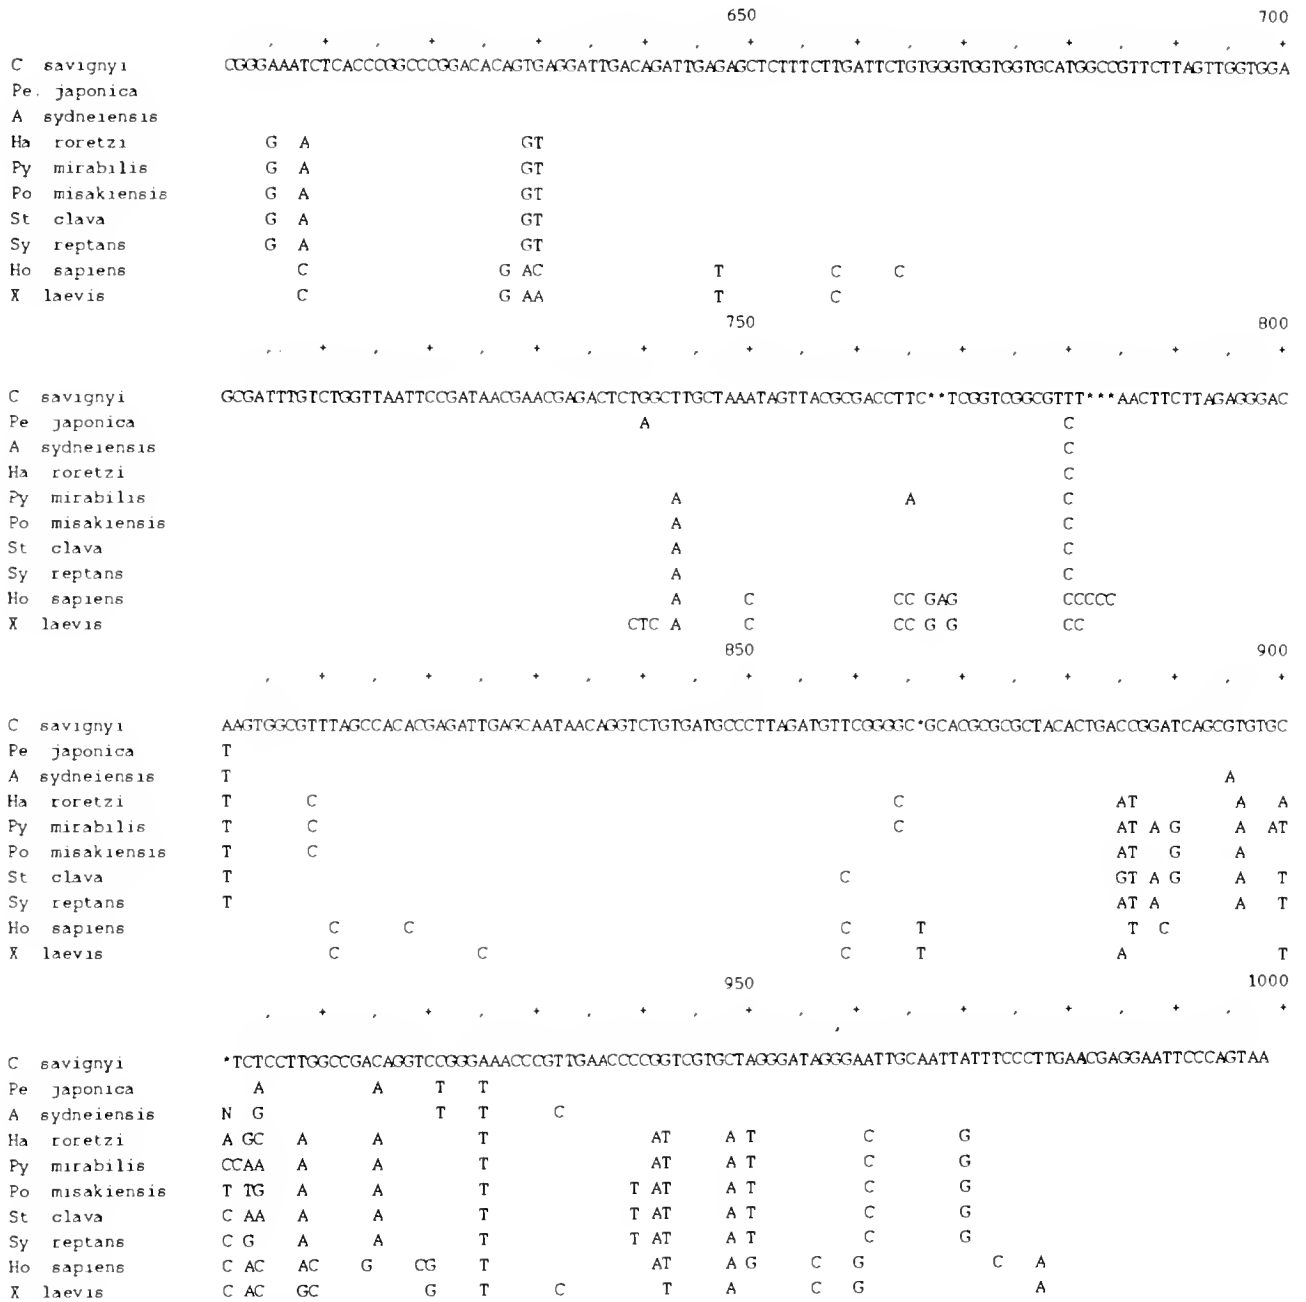 650 700
, + , + , + , + , + , + , + , + , + , +
C savignyi CGGGAAATCTCACCCGGCCCGGACACAGTGAGGATTGACAGATTGAGAGCTCTTTCTTGATTCTGTGGGTGGTGGTGCATGGCCGTTCTTAGTTGGTGGA
Pe. japonica
A sydneiensis
Ha roretzi G A GT
Py mirabilis G A GT
Po misakiensis G A GT
St clava G A GT
Sy reptans G A GT
Ho sapiens C G AC T C C
X laevis C G AA T C
750 800
, + , + , + , + , + , + , + , + , + , +
C savignyi GCGATTTGTCTGGTTAATTCCGATAACGAACGAGACTCTGGCTTGCTAAATAGTTACGCGACCTTC**TCGGTCGGCGTTT***AACTTCTTAGAGGGAC
Pe japonica A C
A sydneiensis C
Ha roretzi C
Py mirabilis A A C
Po misakiensis A C
St clava A C
Sy reptans A C
Ho sapiens A C CC GAG CCCCC
X laevis CTC A C CC G G CC
850 900
, + , + , + , + , + , + , + , + , + , +
C savignyi AAGTGGCGTTTAGCCACACGAGATTGAGCAATAACAGGTCTGTGATGCCCTTAGATGTTCGGGGC*GCACGCGCGCTACACTGACCGGATCAGCGTGTGC
Pe japonica T
A sydneiensis T A
Ha roretzi T C C AT A A
Py mirabilis T C C AT A G A AT
Po misakiensis T C AT G A
St clava T C GT A G A T
Sy reptans T AT A A T
Ho sapiens C C C T T C
X laevis C C C T A T
950 1000
, + , + , + , + , + , + , + , + , + , +
C savignyi *TCTCCTTGGCCGACAGGTCCGGGAAACCCGTTGAACCCCCGGTCGTGCTAGGGATAGGGAATTGCAATTATTTCCCTTGAACGAGGAATTCCCAGTAA
Pe japonica A A T T
A sydneiensis N G T T C
Ha roretzi A GC A A T AT A T C G
Py mirabilis CCAA A A T AT A T C G
Po misakiensis T TG A A T T AT A T C G
St clava C AA A A T T AT A T C G
Sy reptans C G A A T T AT A T C G
Ho sapiens C AC AC G CG T AT A G C G C A
X laevis C AC GC G T C T A C G A